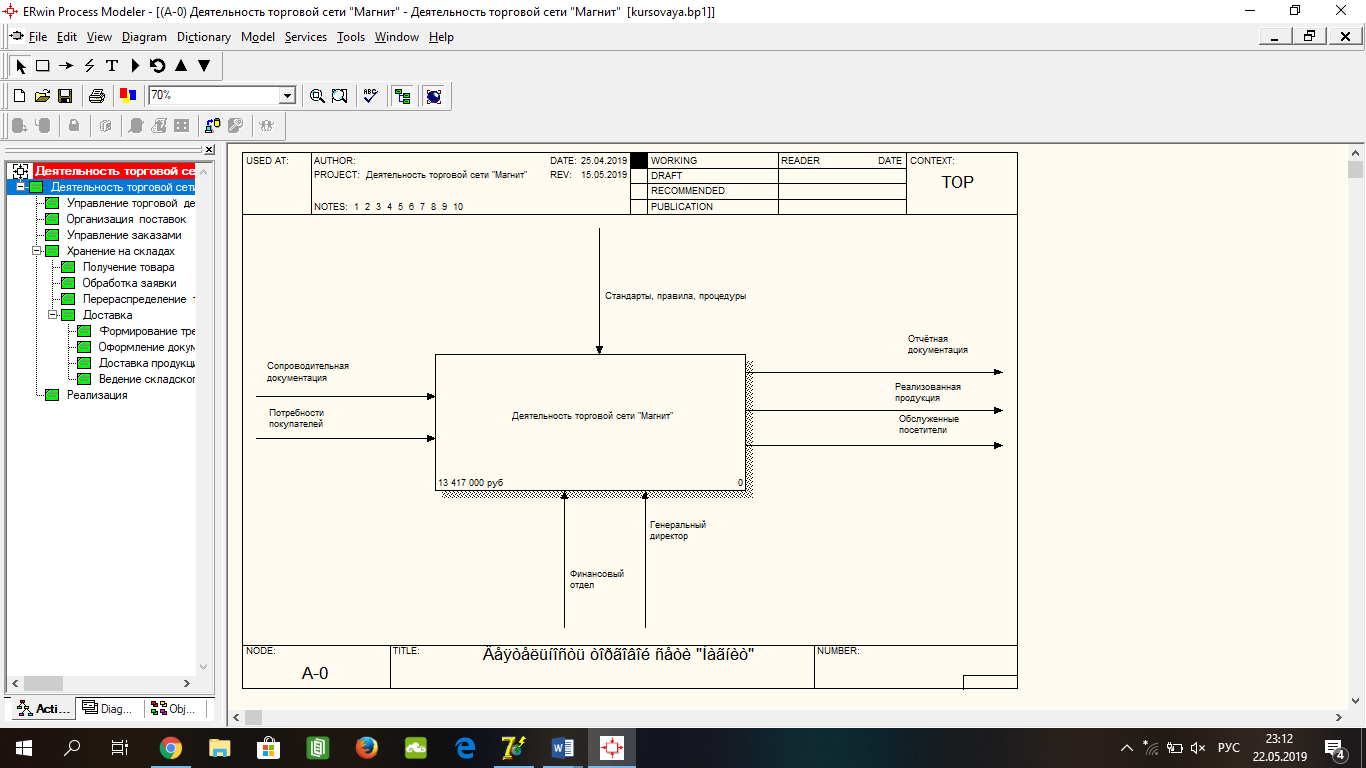 ERwin Process Modeler - [(A-0) Деятельность торговой сети "Магнит" - Деятельность торговой сети "Магнит"  [kursovaya.bp1]]
File Edit View Diagram Dictionary Model Services Tools Window Help
70%
ABC
Деятельность торговой се
Деятельность торговой сети
Управление торговой де
Организация поставок
Управление заказами
Хранение на складах
Получение товара
Обработка заявки
Перераспределение т
Доставка
Формирование тре
Оформление докум
Доставка продукци
Ведение складског
Реализация
Acti... Diag... Obj...
USED AT: AUTHOR: DATE: 25.04.2019 WORKING READER DATE CONTEXT:
PROJECT: Деятельность торговой сети "Магнит" REV: 15.05.2019 DRAFT TOP
RECOMMENDED
NOTES: 1 2 3 4 5 6 7 8 9 10 PUBLICATION
Стандарты, правила, процедуры
Сопроводительная
документация
Потребности
покупателей
Деятельность торговой сети "Магнит"
13 417 000 руб 0
Отчётная
документация
Реализованная
продукция
Обслуженные
посетители
Генеральный
директор
Финансовый
отдел
NODE: TITLE: NUMBER:
A-0 Äåÿòåëüíîñòü òîðãîâîé ñåòè "Ìàãíèò"
РУС 23:12
22.05.2019 4